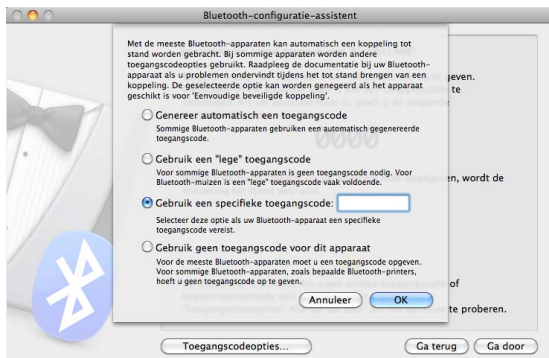 Bluetooth-configuratie-assistent
Met de meeste Bluetooth-apparaten kan automatisch een koppeling tot
stand worden gebracht. Bij sommige apparaten worden andere
toegangscodeopties gebruikt. Raadpleeg de documentatie bij uw Bluetooth-
apparaat als u problemen ondervindt tijdens het tot stand brengen van een
koppeling. De geselecteerde optie kan worden genegeerd als het apparaat
geschikt is voor 'Eenvoudige beveiligde koppeling'.
geven.
te
Genereer automatisch een toegangscode
Sommige Bluetooth-apparaten gebruiken een automatisch gegenereerde
toegangscode.
Gebruik een "lege" toegangscode
Voor sommige Bluetooth-apparaten is geen toegangscode nodig. Voor
Bluetooth-muizen is een "lege" toegangscode vaak voldoende.
en, wordt de
Gebruik een specifieke toegangscode:
Selecteer deze optie als uw Bluetooth-apparaat een specifieke
toegangscode vereist.
Gebruik geen toegangscode voor dit apparaat
Voor de meeste Bluetooth-apparaten moet u een toegangscode opgeven.
Voor sommige Bluetooth-apparaten, zoals bepaalde Bluetooth-printers,
hoeft u geen toegangscode op te geven.
of
Annuleer OK
te proberen.
Toegangscodeopties... Ga terug Ga door